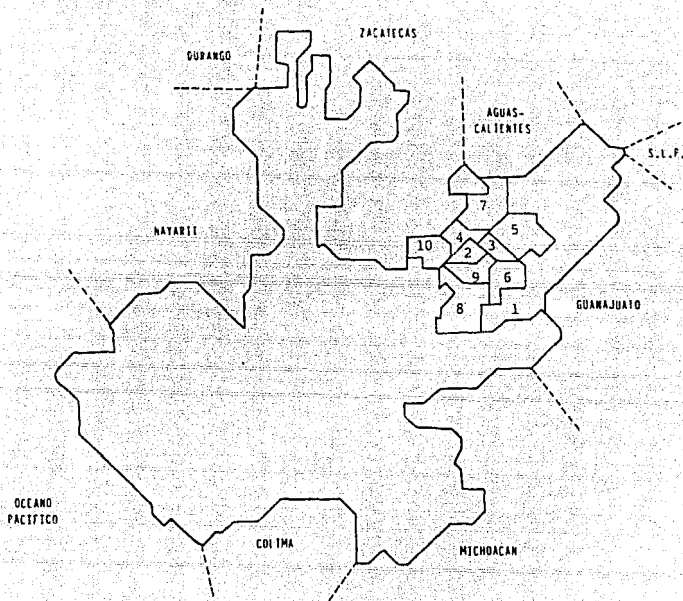 ZACATECAS
DURANGO
AGUAS-
CALIENTES
S.L.P.
7
NAYARIT
5
4
3
10
2
9
6
GUANAJUATO
8
1
OCEANO
PACIFICO
COLIMA
MICHOACAN